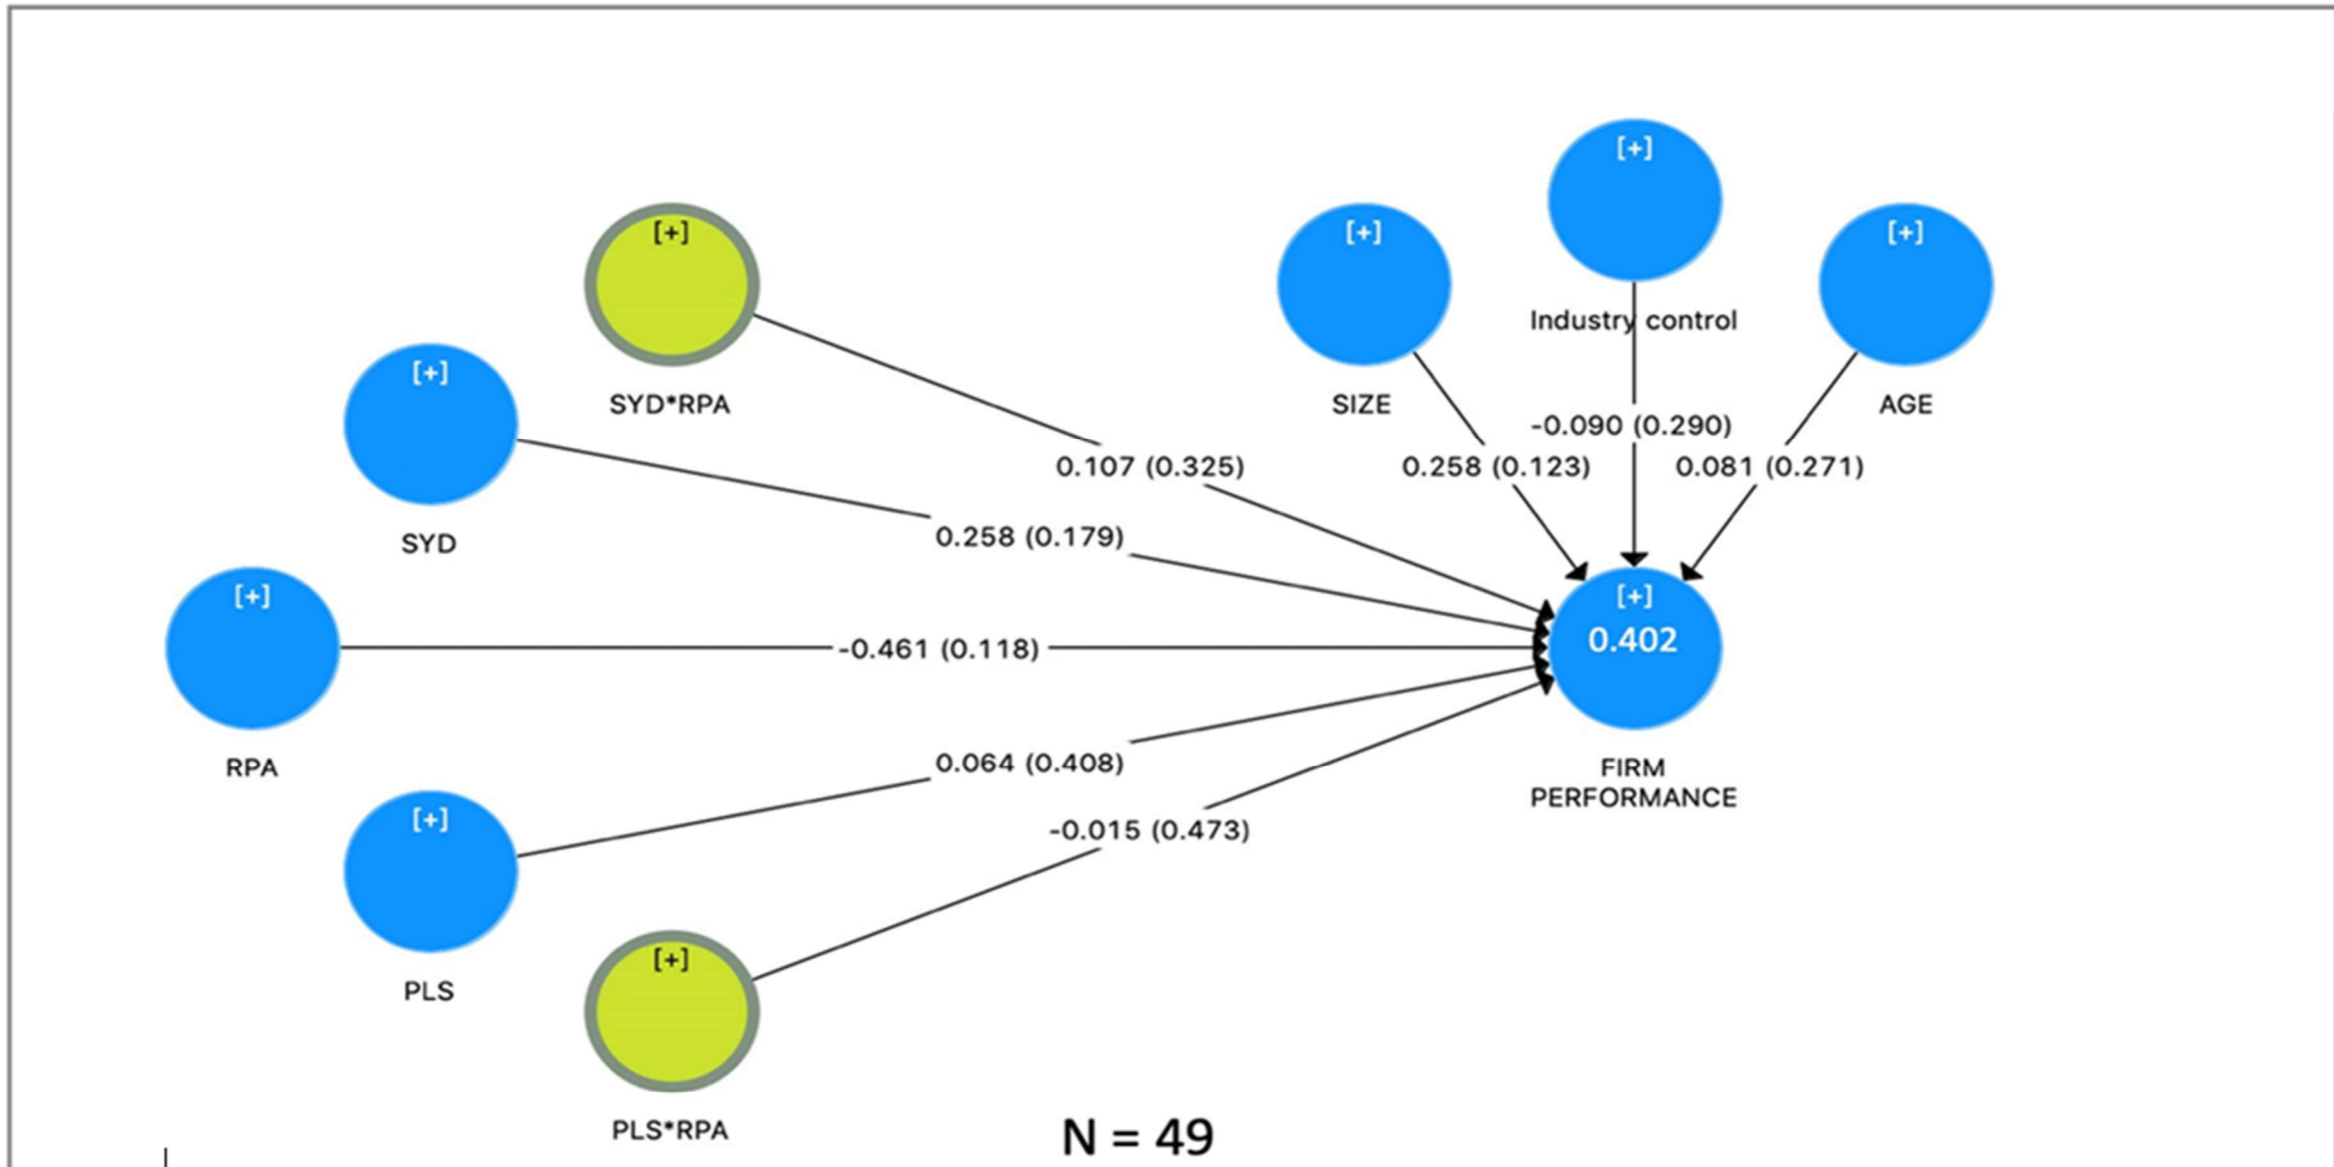 [+]
[+]
[+]
[+]
Industry control
[+]
SIZE
AGE
SYD*RPA
-0.090 (0.290)
0.107 (0.325)
0.258 (0.123)
0.081 (0.271)
[+]
SYD
0.258 (0.179)
[+]
RPA
-0.461 (0.118)
[+]
0.402
FIRM
PERFORMANCE
0.064 (0.408)
[+]
PLS
-0.015 (0.473)
[+]
PLS*RPA
N = 49